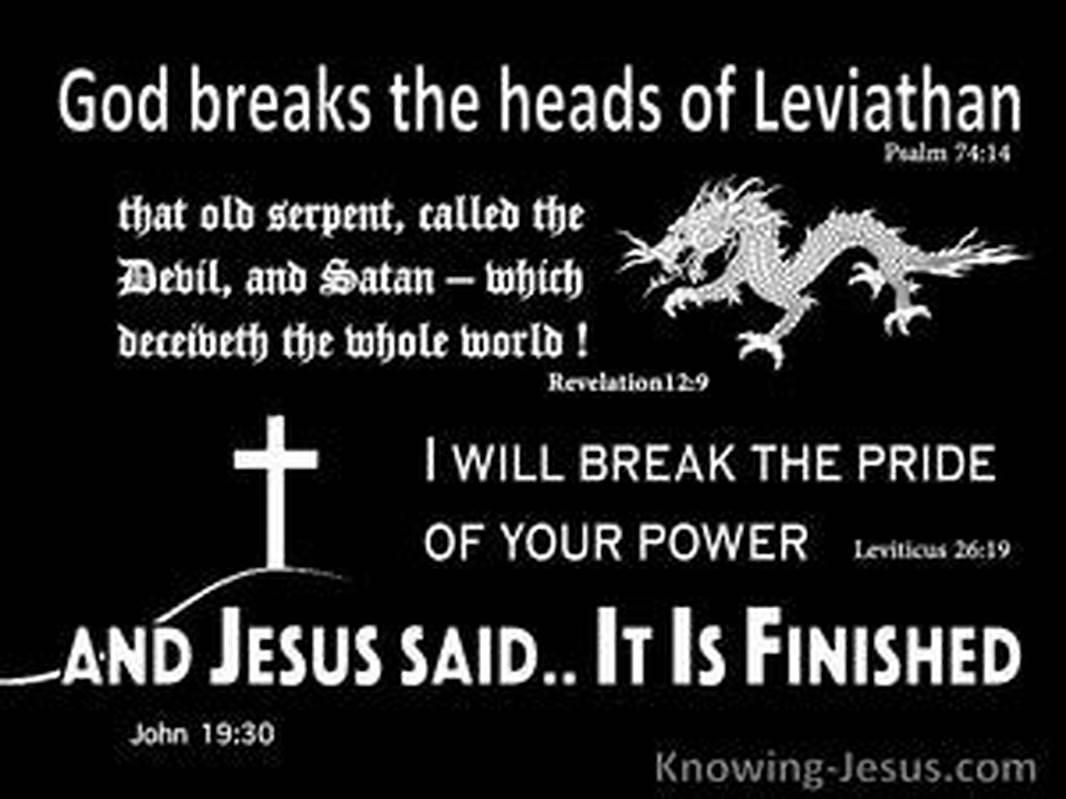 God breaks the heads of Leviathan
Psalm 74:14
that old serpent, called the
Devil, and Satan – which
deceiveth the whole world !
Revelation12:9
I WILL BREAK THE PRIDE
OF YOUR POWER
Leviticus 26:19
AND JESUS SAID.. IT IS FINISHED
John 19:30
Knowing-Jesus.com